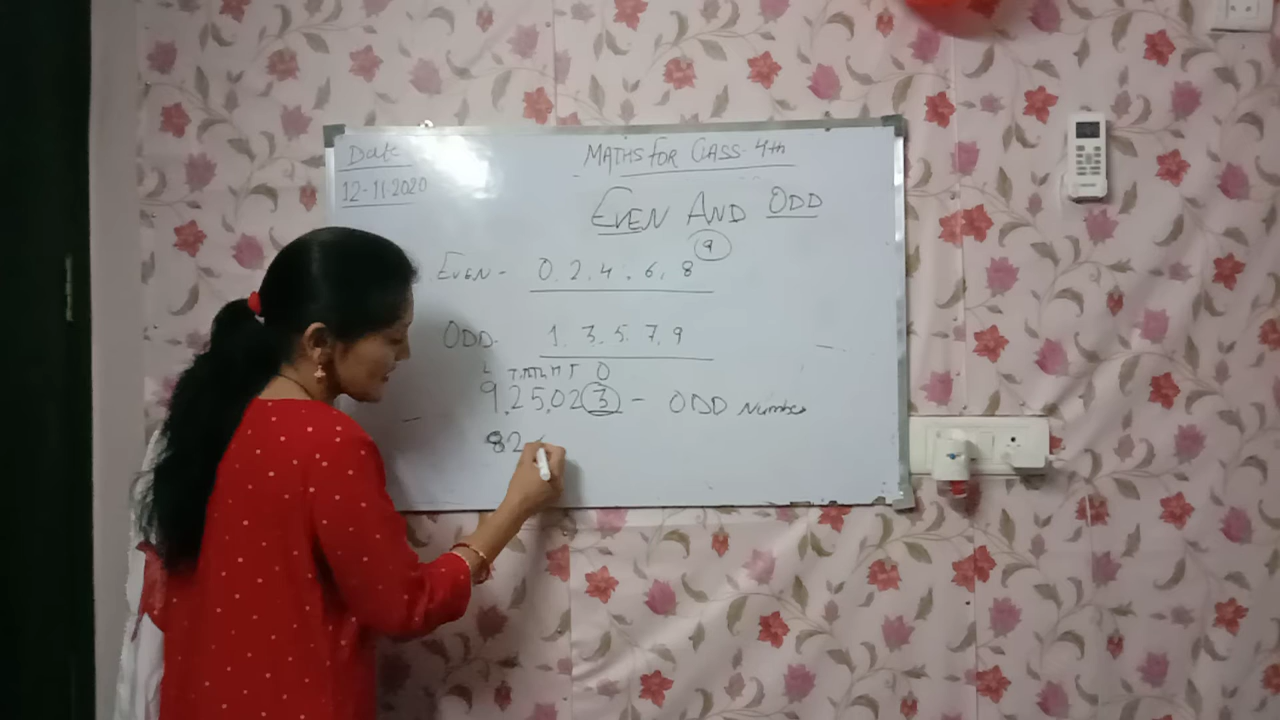 Date
12-11-2020
MATHS FOR CLASS-4th
EVEN AND ODD
9
EVEN - 0, 2, 4, 6, 8
ODD- 1, 3, 5, 7, 9
O
9,25,023 - ODD Number
82